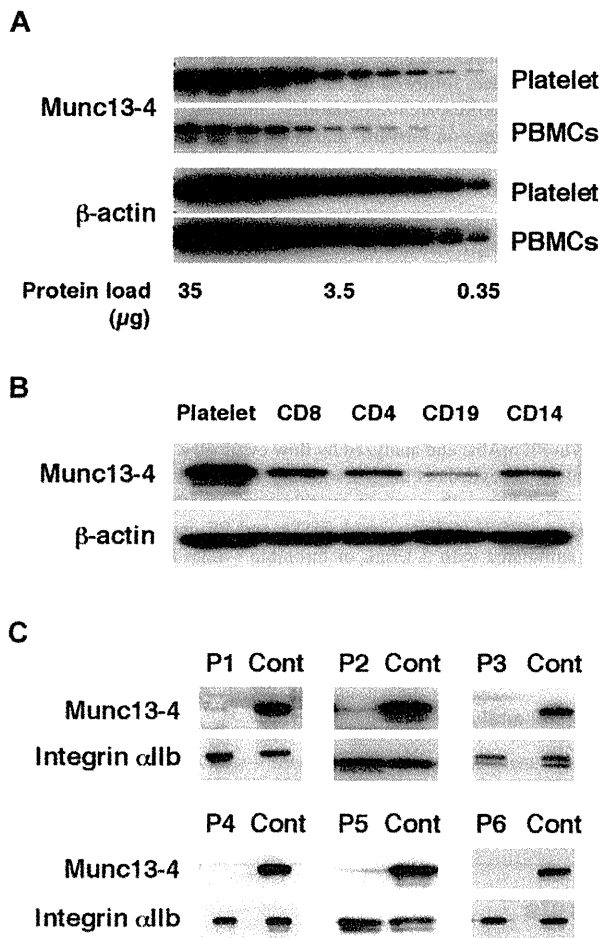 A
Munc13-4
Platelet
PBMCs
β-actin
Platelet
PBMCs
Protein load
(µg)
35 3.5 0.35
B
Platelet CD8 CD4 CD19 CD14
Munc13-4
β-actin
C
P1 Cont P2 Cont P3 Cont
Munc13-4
Integrin αIIb
P4 Cont P5 Cont P6 Cont
Munc13-4
Integrin αIIb